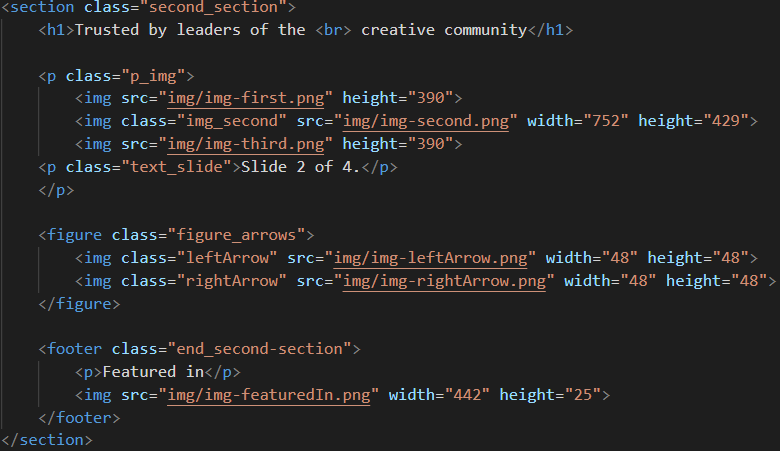 <section class="second_section">
<h1>Trusted by leaders of the <br> creative community</h1>
<p class="p_img">
<img src="img/img-first.png" height="390">
<img class="img_second" src="img/img-second.png" width="752" height="429">
<img src="img/img-third.png" height="390">
<p class="text_slide">Slide 2 of 4.</p>
</p>
<figure class="figure_arrows">
<img class="leftArrow" src="img/img-leftArrow.png" width="48" height="48">
<img class="rightArrow" src="img/img-rightArrow.png" width="48" height="48">
</figure>
<footer class="end_second-section">
<p>Featured in</p>
<img src="img/img-featuredIn.png" width="442" height="25">
</footer>
</section>